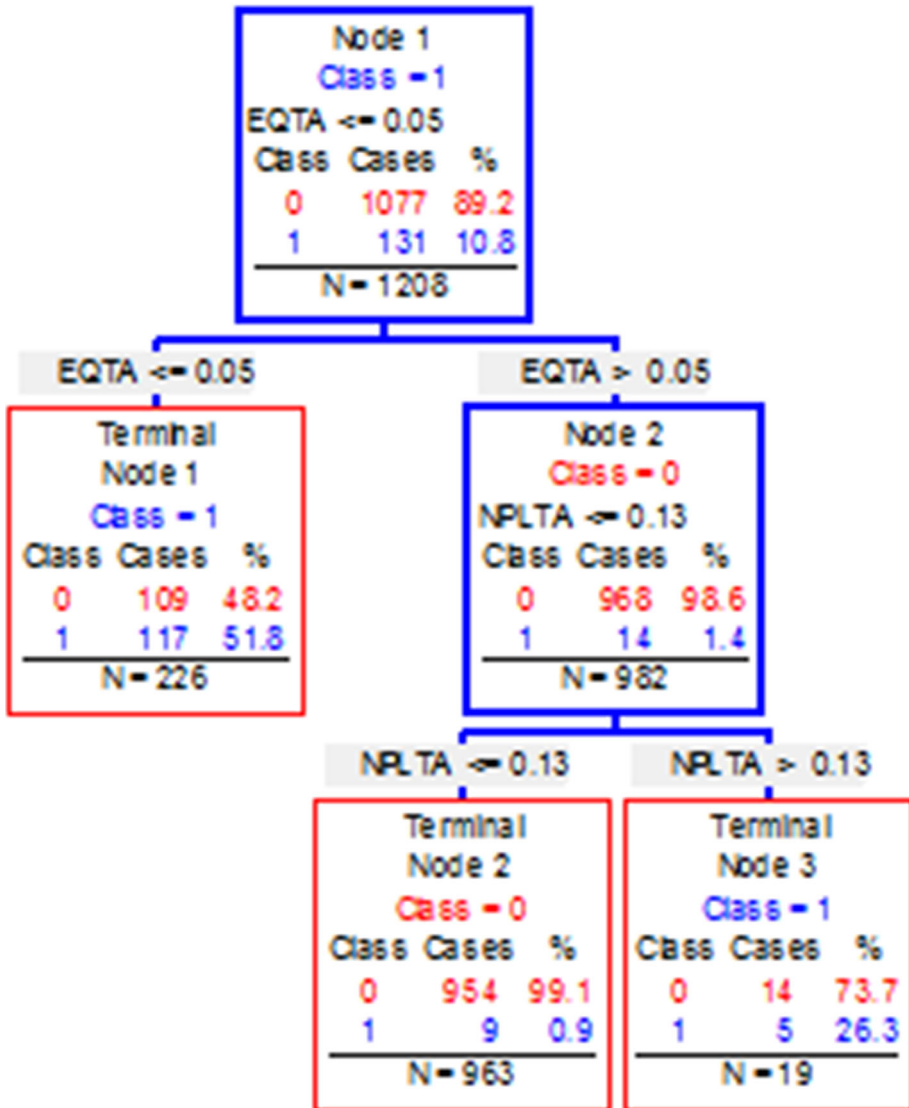 Node 1
Class = 1
EQTA <= 0.05
Class Cases %
0 1077 89.2
1 131 10.8
N = 1208
EQTA <= 0.05
EQTA > 0.05
Terminal
Node 1
Class = 1
Class Cases %
0 109 48.2
1 117 51.8
N = 226
Node 2
Class = 0
NPLTA <= 0.13
Class Cases %
0 968 98.6
1 14 1.4
N = 982
NPLTA <= 0.13
NPLTA > 0.13
Terminal
Node 2
Class = 0
Class Cases %
0 954 99.1
1 9 0.9
N = 963
Terminal
Node 3
Class = 1
Class Cases %
0 14 73.7
1 5 26.3
N = 19